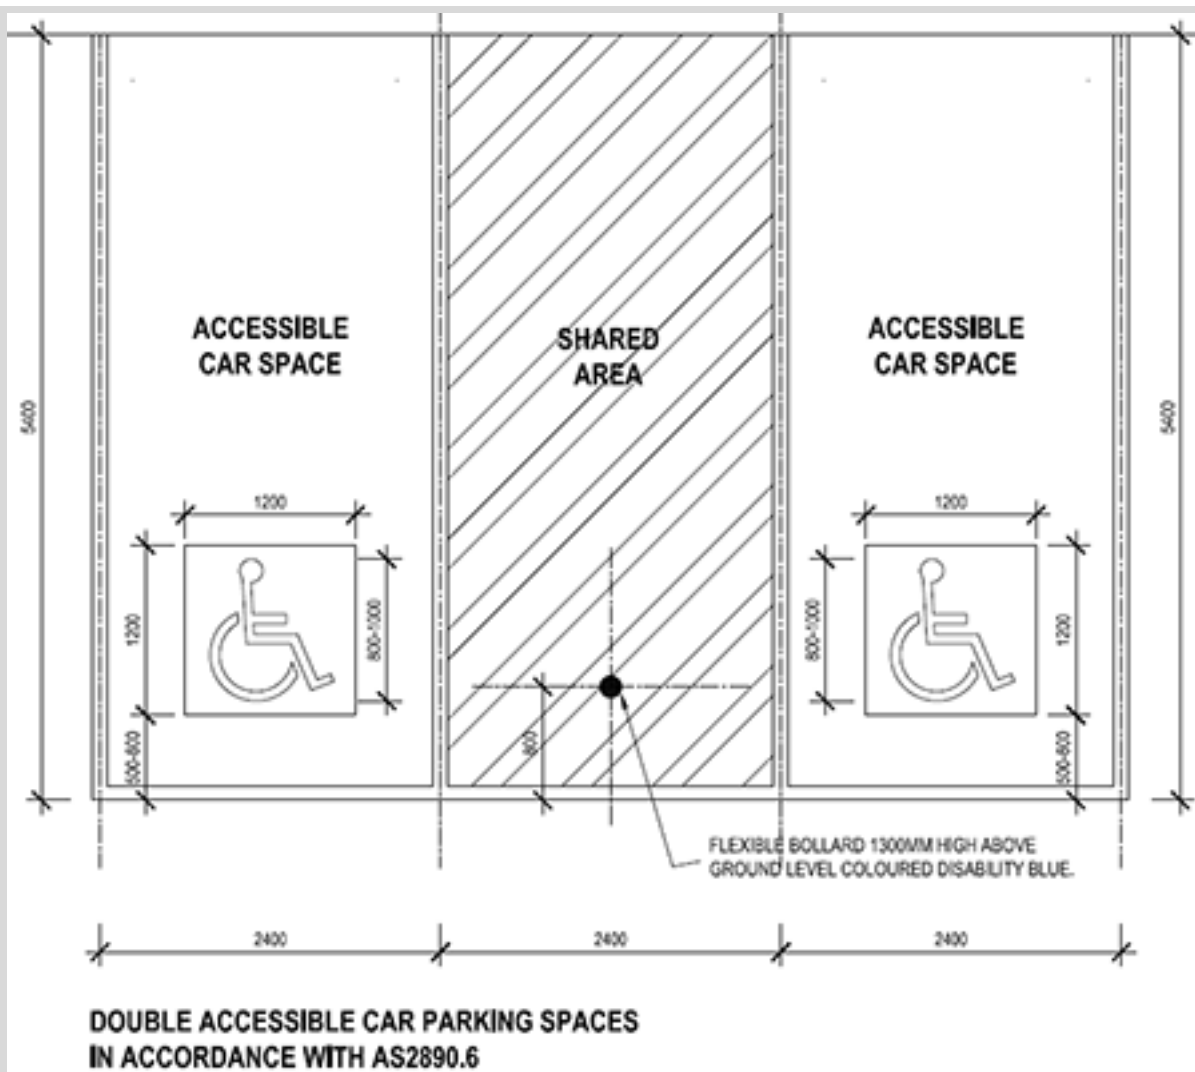 5400
ACCESSIBLE
CAR SPACE
SHARED
AREA
ACCESSIBLE
CAR SPACE
5400
1200
1200
800-1000
500-600
800
1200
800-1000
1200
500-600
FLEXIBLE BOLLARD 1300MM HIGH ABOVE
GROUND LEVEL COLOURED DISABILITY BLUE.
2400
2400
2400
DOUBLE ACCESSIBLE CAR PARKING SPACES
IN ACCORDANCE WITH AS2890.6